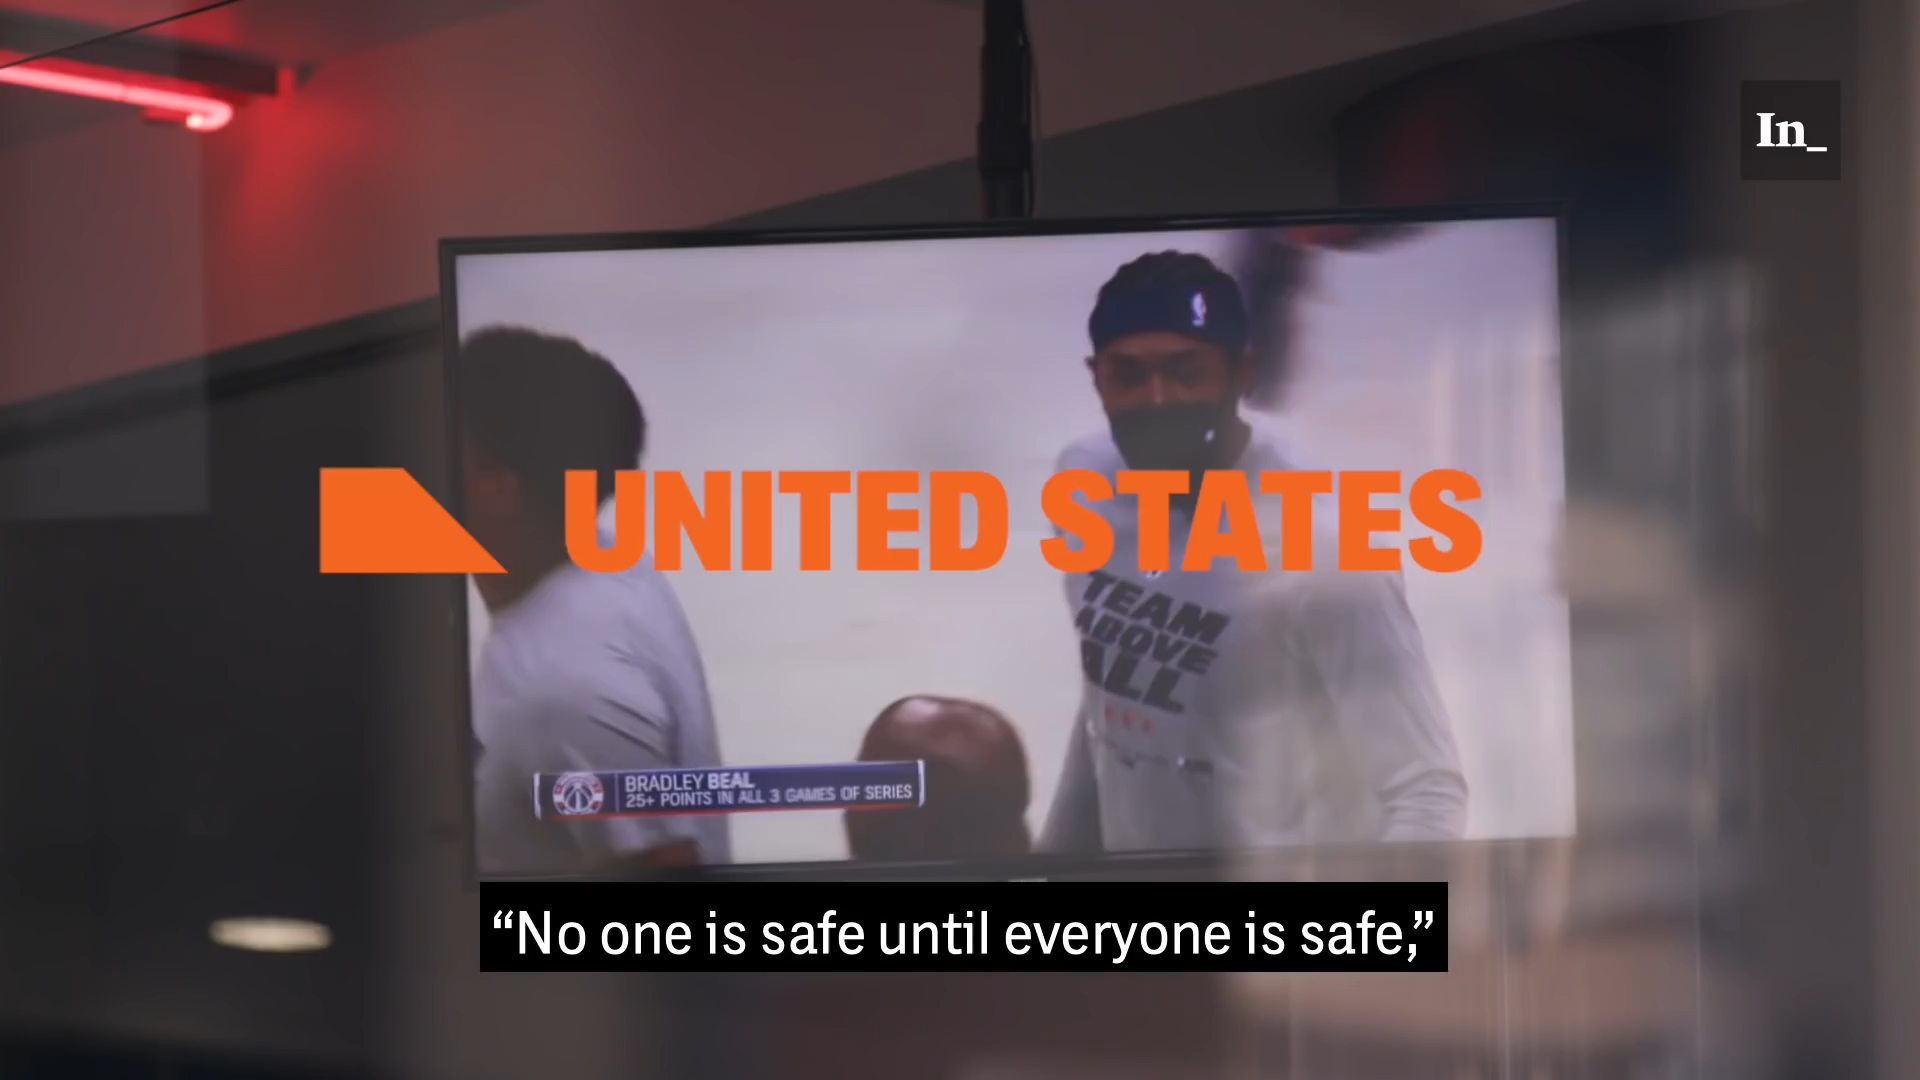 In_
UNITED STATES
TEAM
ABOVE
ALL
BRADLEY BEAL
25+ POINTS IN ALL 3 GAMES OF SERIES
“No one is safe until everyone is safe,”